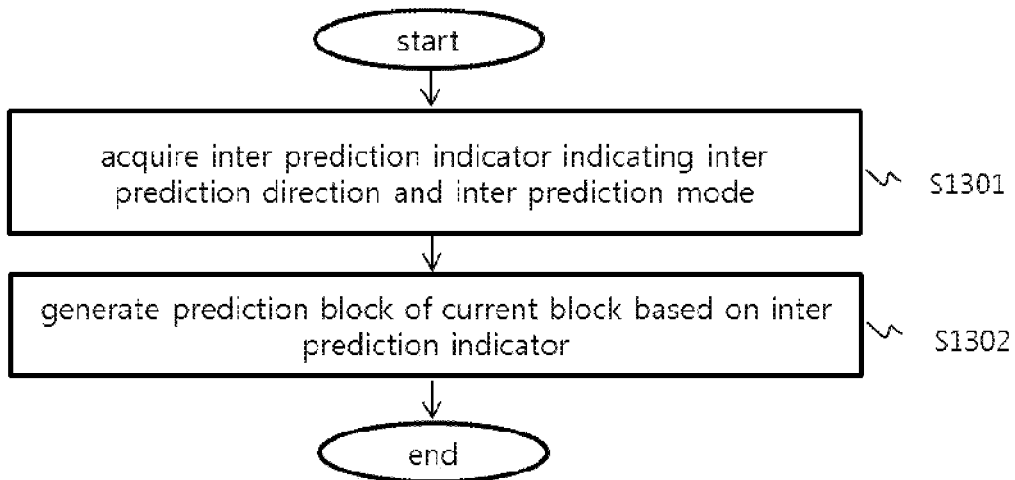 start
acquire inter prediction indicator indicating inter
prediction direction and inter prediction mode
S1301
generate prediction block of current block based on inter
prediction indicator
S1302
end